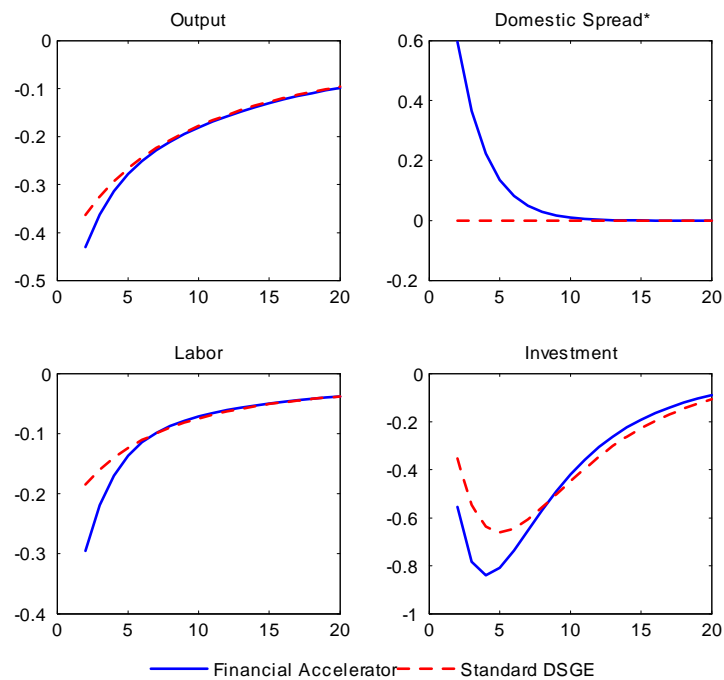 Output
0
-0.1
-0.2
-0.3
-0.4
-0.5
0 5 10 15 20
Domestic Spread*
0.6
0.4
0.2
0
-0.2
0 5 10 15 20
Labor
0
-0.1
-0.2
-0.3
-0.4
0 5 10 15 20
Investment
0
-0.2
-0.4
-0.6
-0.8
-1
0 5 10 15 20
Financial Accelerator
Standard DSGE